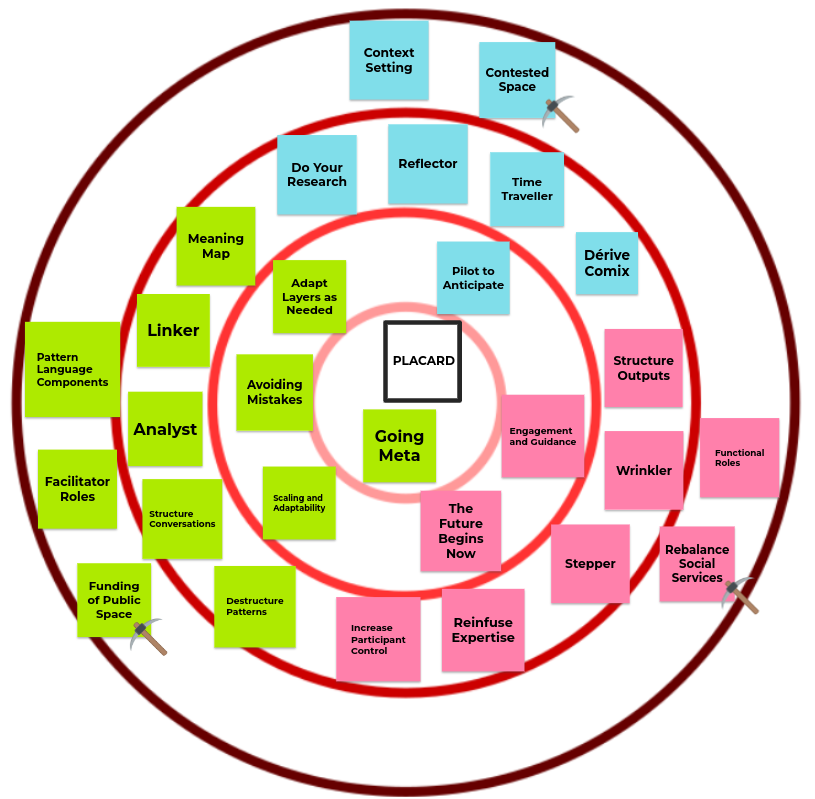 Context
Setting
Contested
Space
Do Your
Research
Reflector
Time
Traveller
Meaning
Map
Dérive
Comix
Pilot to
Anticipate
Adapt
Layers as
Needed
Linker
PLACARD
Structure
Outputs
Pattern
Language
Components
Avoiding
Mistakes
Analyst
Going
Meta
Engagement
and Guidance
Wrinkler
Functional
Roles
Facilitator
Roles
Structure
Conversations
Scaling and
Adaptability
The
Future
Begins
Now
Stepper
Rebalance
Social
Services
Funding
of Public
Space
Destructure
Patterns
Increase
Participant
Control
Reinfuse
Expertise